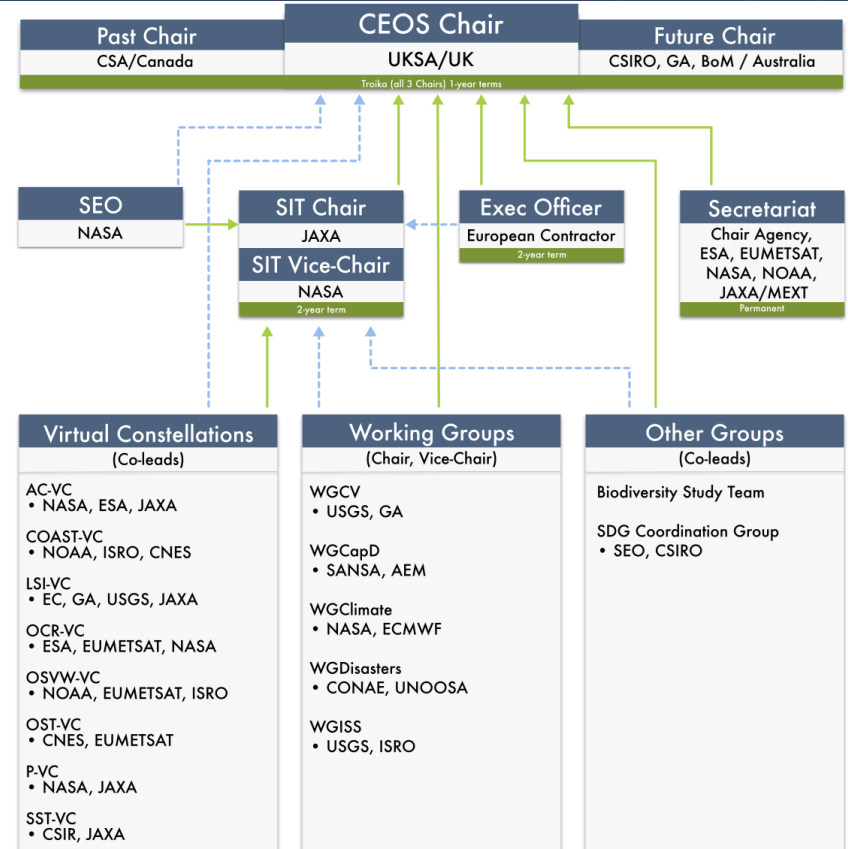 CEOS Chair
Past Chair
Future Chair
UKSA/UK
CSA/Canada
CSIRO, GA, BoM / Australia
Troika (all 3 Chairs) 1-year terms
SEO
NASA
SIT Chair
JAXA
SIT Vice-Chair
NASA
2-year term
Exec Officer
European Contractor
2-year term
Secretariat
Chair Agency,
ESA, EUMETSAT,
NASA, NOAA,
JAXA/MEXT
Permanent
Virtual Constellations
(Co-leads)
AC-VC
• NASA, ESA, JAXA
COAST-VC
• NOAA, ISRO, CNES
LSI-VC
• EC, GA, USGS, JAXA
OCR-VC
• ESA, EUMETSAT, NASA
OSVW-VC
• NOAA, EUMETSAT, ISRO
OST-VC
• CNES, EUMETSAT
P-VC
• NASA, JAXA
SST-VC
• CSIR, JAXA
Working Groups
(Chair, Vice-Chair)
WGCV
• USGS, GA
WGCapD
• SANSA, AEM
WGClimate
• NASA, ECMWF
WGDisasters
• CONAE, UNOOSA
WGISS
• USGS, ISRO
Other Groups
(Co-leads)
Biodiversity Study Team
SDG Coordination Group
• SEO, CSIRO